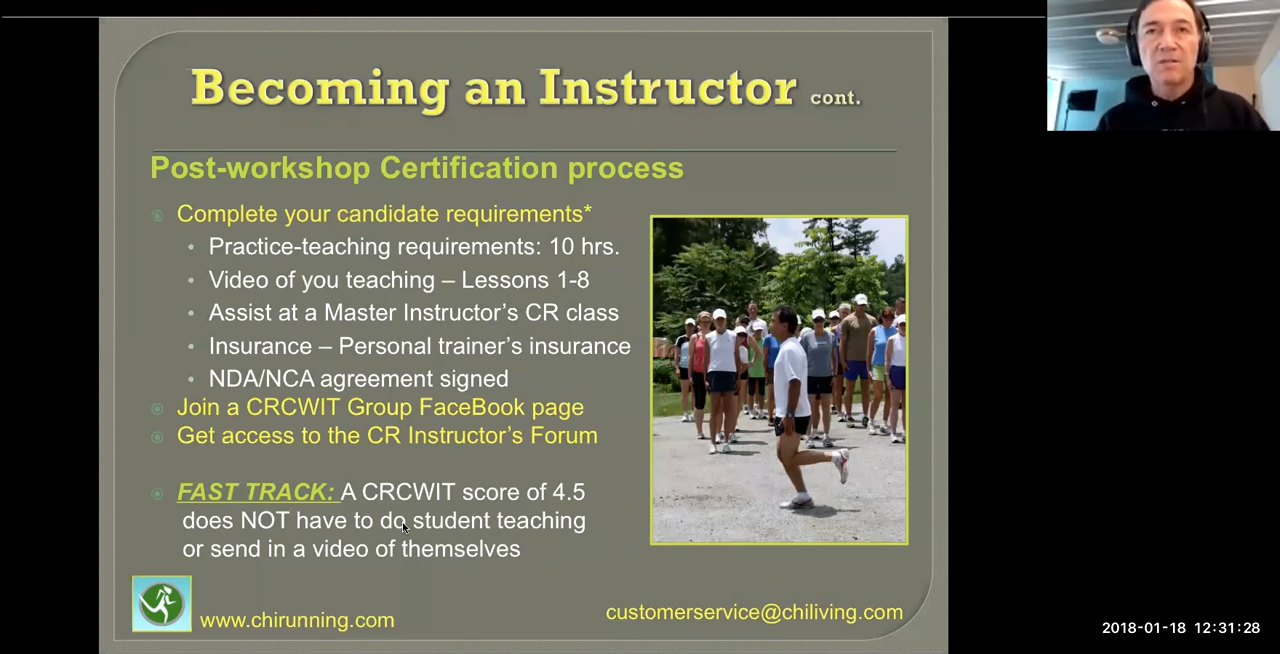 Becoming an Instructor cont.
Post-workshop Certification process
Complete your candidate requirements*
• Practice-teaching requirements: 10 hrs.
• Video of you teaching – Lessons 1-8
• Assist at a Master Instructor's CR class
• Insurance – Personal trainer's insurance
• NDA/NCA agreement signed
Join a CRCWIT Group FaceBook page
Get access to the CR Instructor's Forum
FAST TRACK: A CRCWIT score of 4.5
does NOT have to do student teaching
or send in a video of themselves
www.chirunning.com
customerservice@chiliving.com
2018-01-18 12:31:28